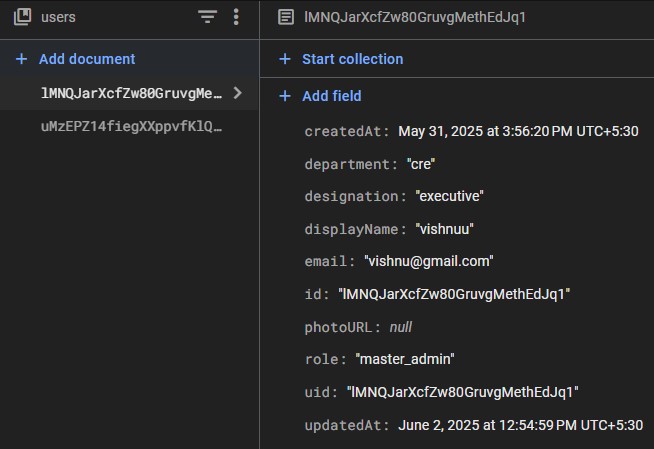 users
lMNQJarXcfZw80GruvgMethEdJq1
+ Add document
+ Start collection
lMNQJarXcfZw80GruvgMe...
uMzEPZ14fiegXXppvfKlQ...
+ Add field
createdAt: May 31, 2025 at 3:56:20 PM UTC+5:30
department: "cre"
designation: "executive"
displayName: "vishnuu"
email: "vishnu@gmail.com"
id: "lMNQJarXcfZw80GruvgMethEdJq1"
photoURL: null
role: "master_admin"
uid: "lMNQJarXcfZw80GruvgMethEdJq1"
updatedAt: June 2, 2025 at 12:54:59 PM UTC+5:30